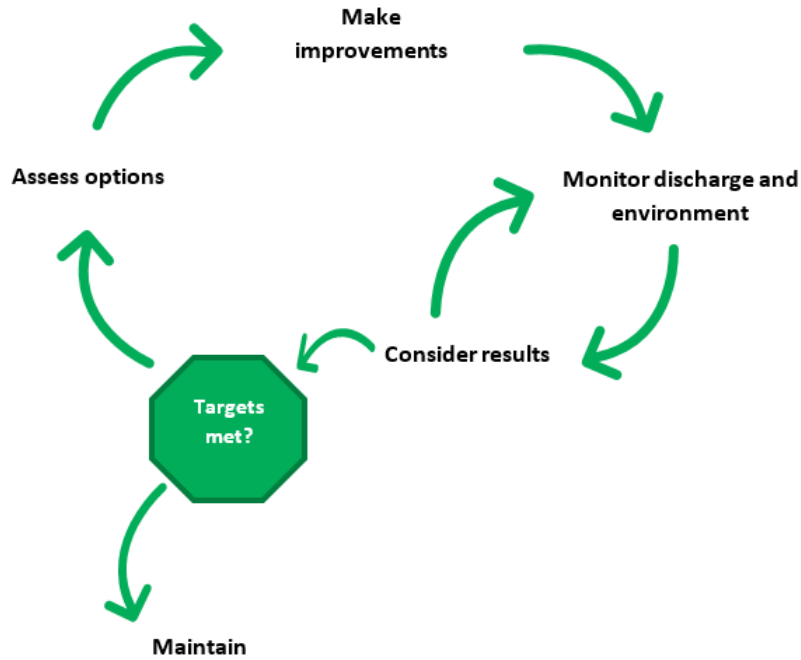 Make
improvements
Assess options
Monitor discharge and
environment
Consider results
Targets
met?
Maintain